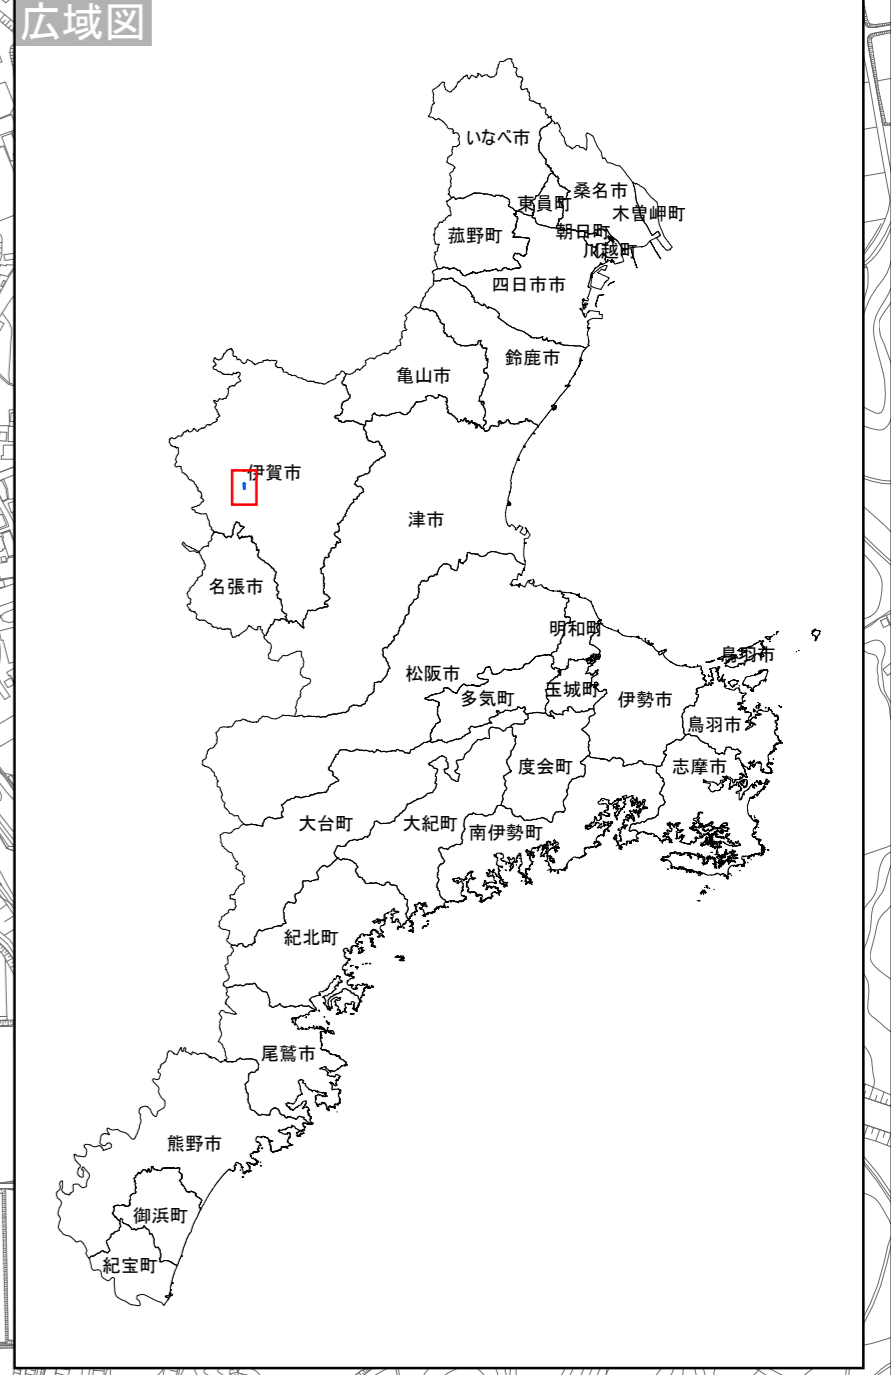 広域図
いなべ市
桑名市
東員町
木曽岬町
朝日町
菰野町
川越町
四日市市
鈴鹿市
亀山市
伊賀市
津市
名張市
明和町
鳥羽市
松阪市
玉城町
多気町
伊勢市
鳥羽市
度会町
志摩市
大台町
大紀町
南伊勢町
紀北町
尾鷲市
熊野市
御浜町
紀宝町